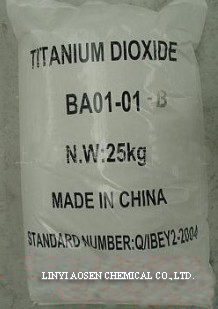 TITANIUM DIOXIDE
BA01-01-B
N.W:25kg
MADE IN CHINA
STANDARD NUMBER:Q/IBEY2-2004
LINYI AOSEN CHEMICAL CO.,LTD.